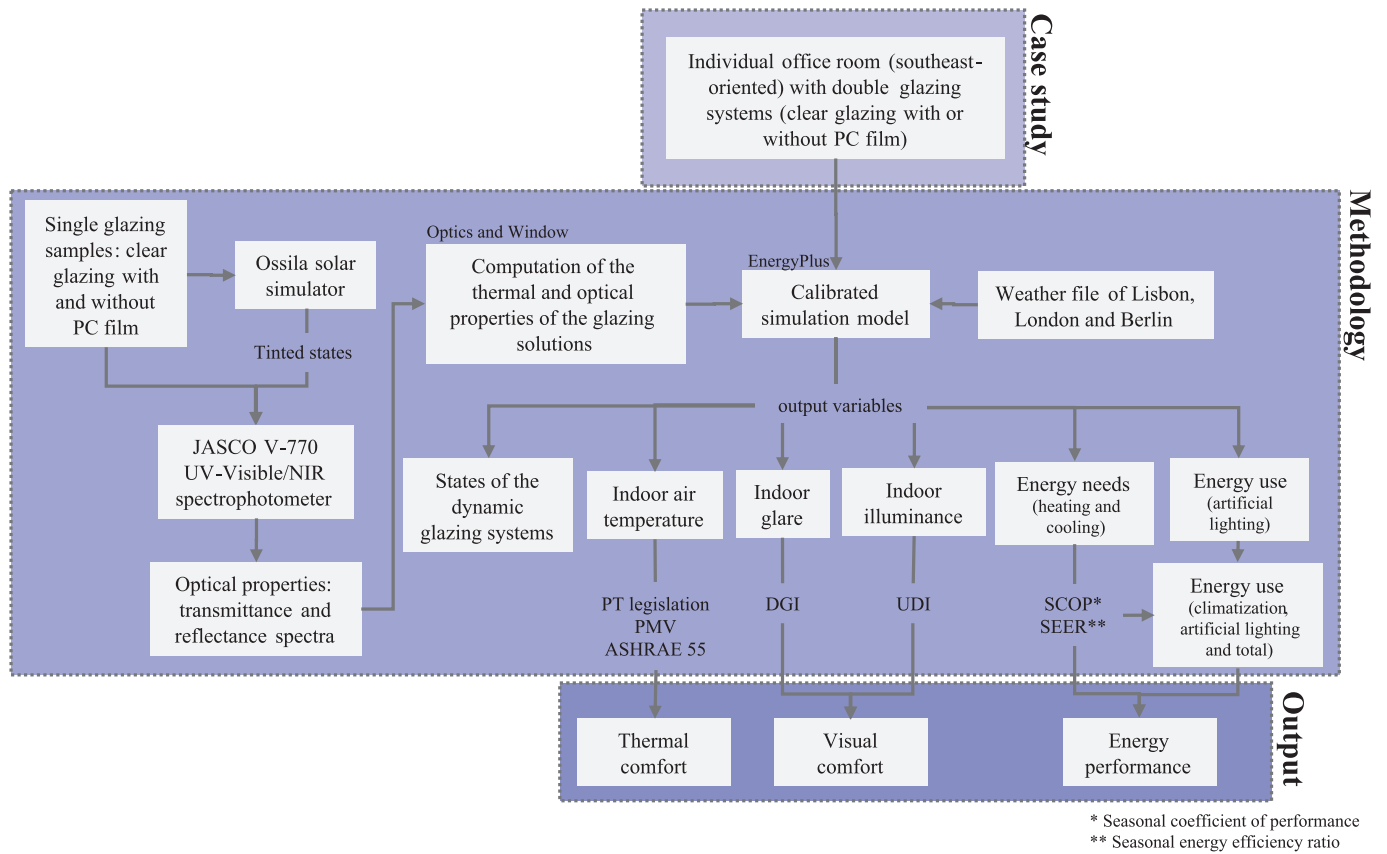 Case study
Individual office room (southeast-
oriented) with double glazing
systems (clear glazing with or
without PC film)
Methodology
Single glazing
samples: clear
glazing with
and without
PC film
Ossila solar
simulator
Tinted states
JASCO V-770
UV-Visible/NIR
spectrophotometer
Optical properties:
transmittance and
reflectance spectra
Optics and Window
Computation of the
thermal and optical
properties of the glazing
solutions
EnergyPlus
Calibrated
simulation model
Weather file of Lisbon,
London and Berlin
output variables
States of the
dynamic
glazing systems
Indoor air
temperature
Indoor
glare
Indoor
illuminance
Energy needs
(heating and
cooling)
Energy use
(artificial
lighting)
PT legislation
PMV
ASHRAE 55
DGI
UDI
SCOP*
SEER**
Energy use
(climatization,
artificial lighting
and total)
Output
Thermal
comfort
Visual
comfort
Energy
performance
* Seasonal coefficient of performance
** Seasonal energy efficiency ratio